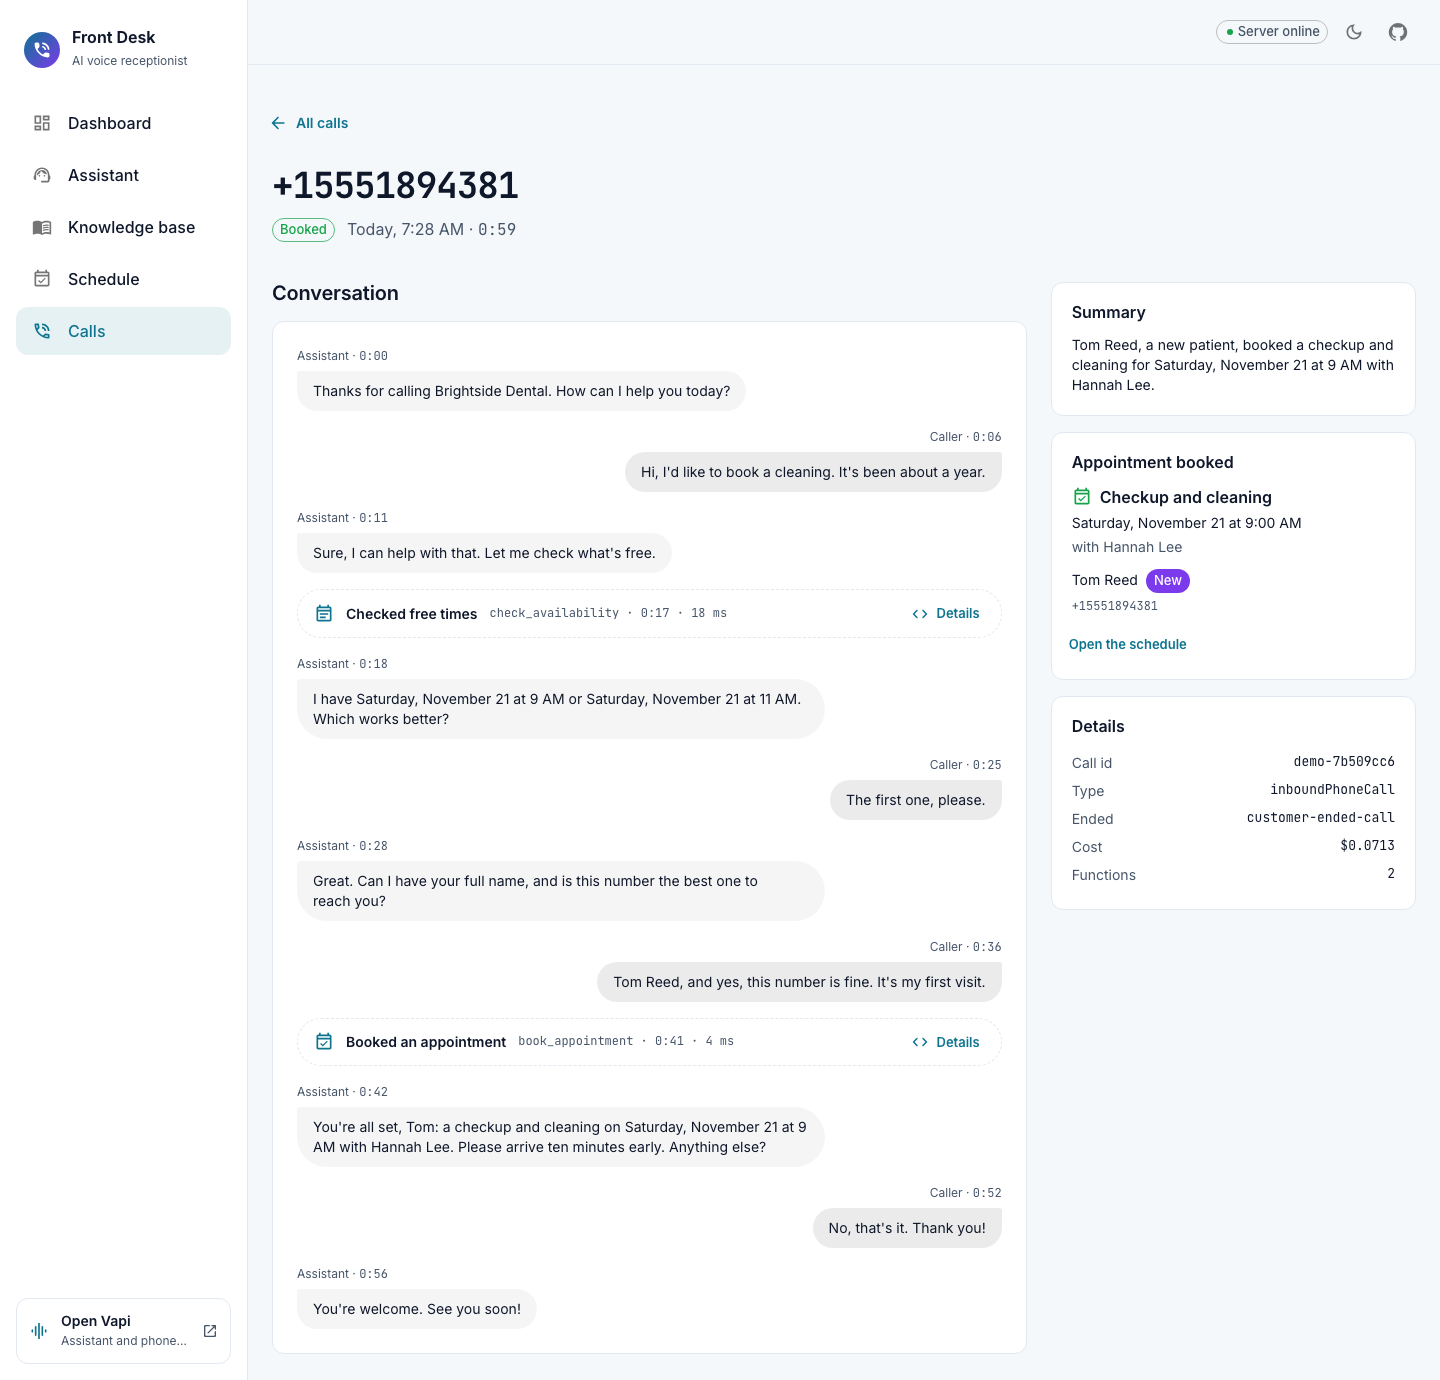 Front Desk
AI voice receptionist
Dashboard
Assistant
Knowledge base
Schedule
Calls
Open Vapi
Assistant and phone...
Server online
All calls
+15551894381
Booked Today, 7:28 AM · 0:59
Conversation
Assistant · 0:00
Thanks for calling Brightside Dental. How can I help you today?
Caller · 0:06
Hi, I'd like to book a cleaning. It's been about a year.
Assistant · 0:11
Sure, I can help with that. Let me check what's free.
Checked free times check_availability · 0:17 · 18 ms Details
Assistant · 0:18
I have Saturday, November 21 at 9 AM or Saturday, November 21 at 11 AM.
Which works better?
Caller · 0:25
The first one, please.
Assistant · 0:28
Great. Can I have your full name, and is this number the best one to
reach you?
Caller · 0:36
Tom Reed, and yes, this number is fine. It's my first visit.
Booked an appointment book_appointment · 0:41 · 4 ms Details
Assistant · 0:42
You're all set, Tom: a checkup and cleaning on Saturday, November 21 at 9
AM with Hannah Lee. Please arrive ten minutes early. Anything else?
Caller · 0:52
No, that's it. Thank you!
Assistant · 0:56
You're welcome. See you soon!
Summary
Tom Reed, a new patient, booked a checkup and
cleaning for Saturday, November 21 at 9 AM with
Hannah Lee.
Appointment booked
Checkup and cleaning
Saturday, November 21 at 9:00 AM
with Hannah Lee
Tom Reed New
+15551894381
Open the schedule
Details
Call id demo-7b509cc6
Type inboundPhoneCall
Ended customer-ended-call
Cost $0.0713
Functions 2